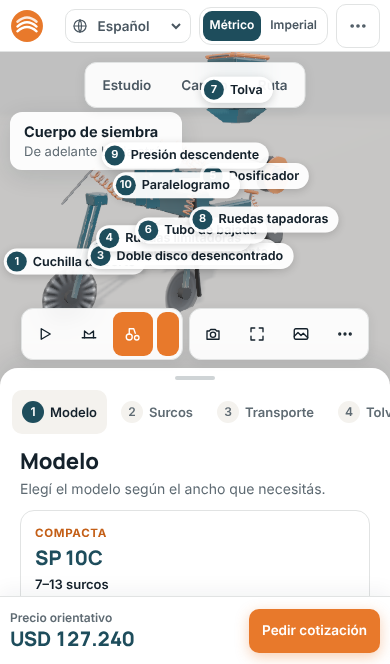 Español
Métrico
Imperial
Estudio
7 Tolva
Cuerpo de siembra
De adelante
9 Presión descendente
Dosificador
10 Paralelogramo
8 Ruedas tapadoras
6 Tubo de bajada
4
1 Cuchilla
3 Doble disco desencontrado
1 Modelo
2 Surcos
3 Transporte
4 Tolv
Modelo
Elegí el modelo según el ancho que necesitás.
COMPACTA
SP 10C
7–13 surcos
Precio orientativo
USD 127.240
Pedir cotización